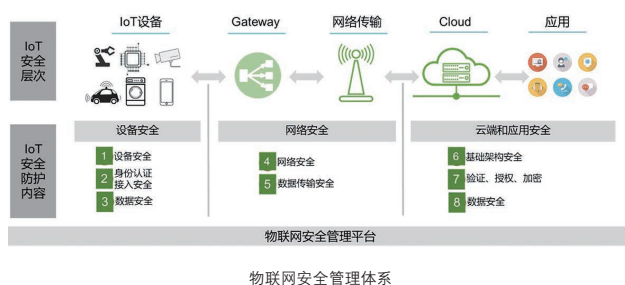 IoT设备
Gateway
网络传输
Cloud
应用
IoT
安全
层次
设备安全
网络安全
云端和应用安全
IoT
安全
防护
内容
1 设备安全
2 身份认证
接入安全
3 数据安全
4 网络安全
5 数据传输安全
6 基础架构安全
7 验证、授权、加密
8 数据安全
物联网安全管理平台
物联网安全管理体系